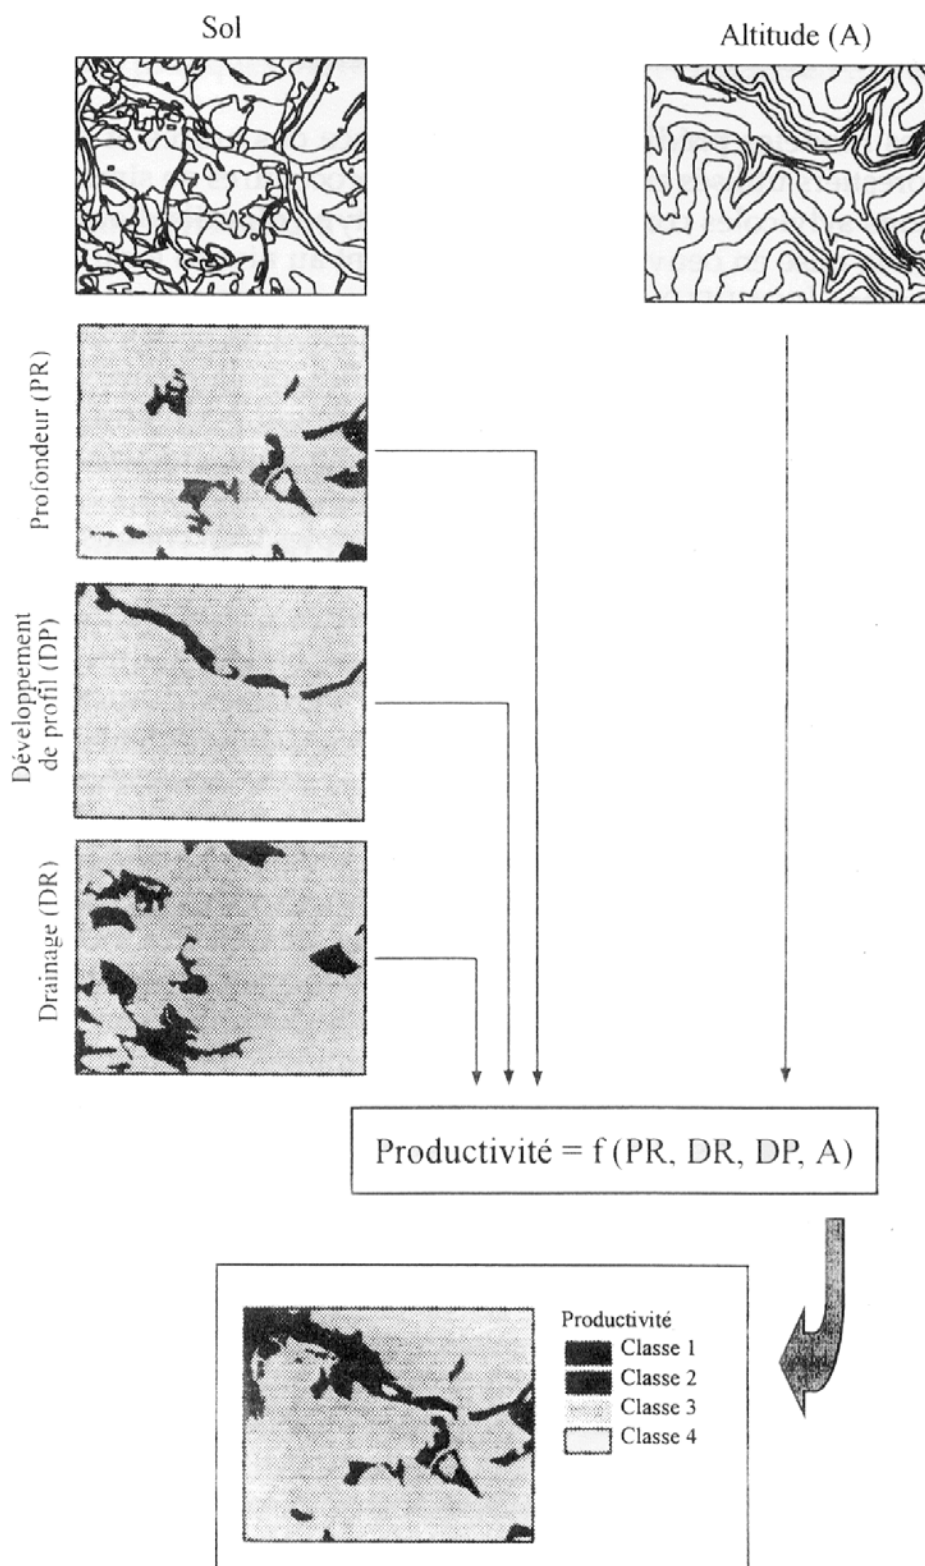 Sol
Altitude (A)
Profondeur (PR)
Développement
de profil (DP)
Drainage (DR)
Productivité = f (PR, DR, DP, A)
Productivité
Classe 1
Classe 2
Classe 3
Classe 4